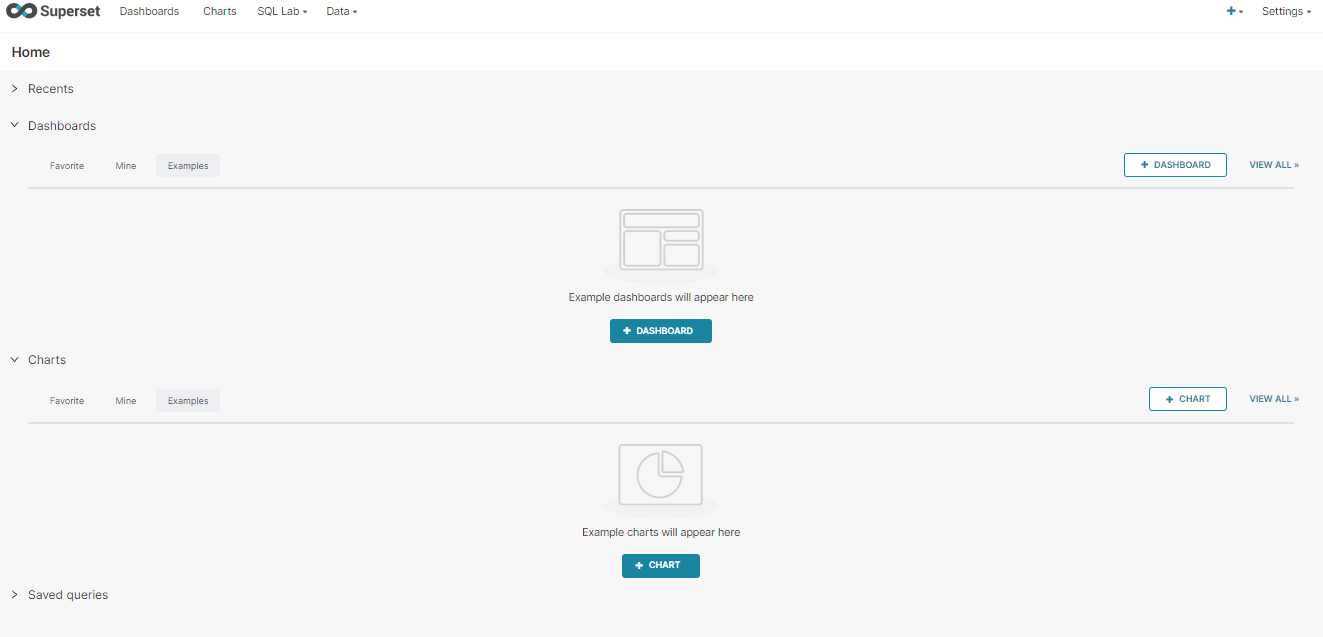 Superset Dashboards Charts SQL Lab Data Settings
Home
Recents
Dashboards
Favorite Mine Examples + DASHBOARD VIEW ALL »
Example dashboards will appear here
+ DASHBOARD
Charts
Favorite Mine Examples + CHART VIEW ALL »
Example charts will appear here
+ CHART
Saved queries